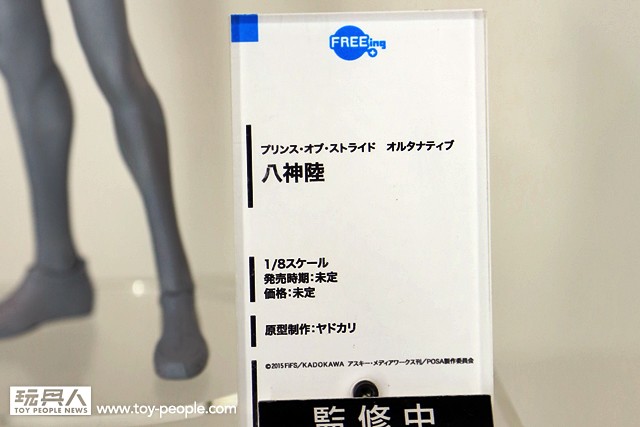 FREEing
プリンス・オブ・ストライド オルタナティブ
八神陸
1/8スケール
発売時期:未定
価格:未定
原型制作:ヤドカリ
©2015 FiFS/KADOKAWA アスキー・メディアワークス刊/POSA製作委員会
監修中
玩具人
TOY PEOPLE NEWS
www.toy-people.com